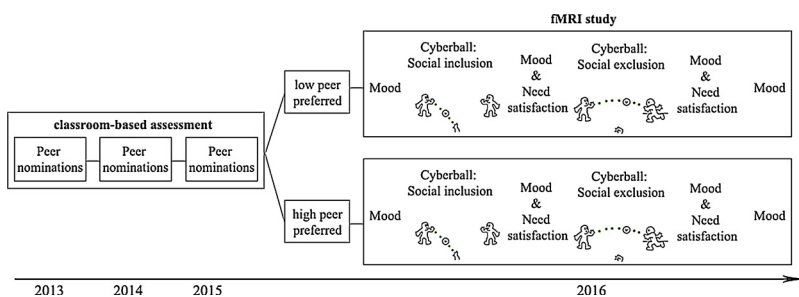 fMRI study
classroom-based assessment
Peer
nominations
Peer
nominations
Peer
nominations
low peer
preferred
Mood
Cyberball:
Social inclusion
Mood
&
Need
satisfaction
Cyberball:
Social exclusion
Mood
&
Need
satisfaction
Mood
high peer
preferred
Mood
Cyberball:
Social inclusion
Mood
&
Need
satisfaction
Cyberball:
Social exclusion
Mood
&
Need
satisfaction
Mood
2013 2014 2015 2016